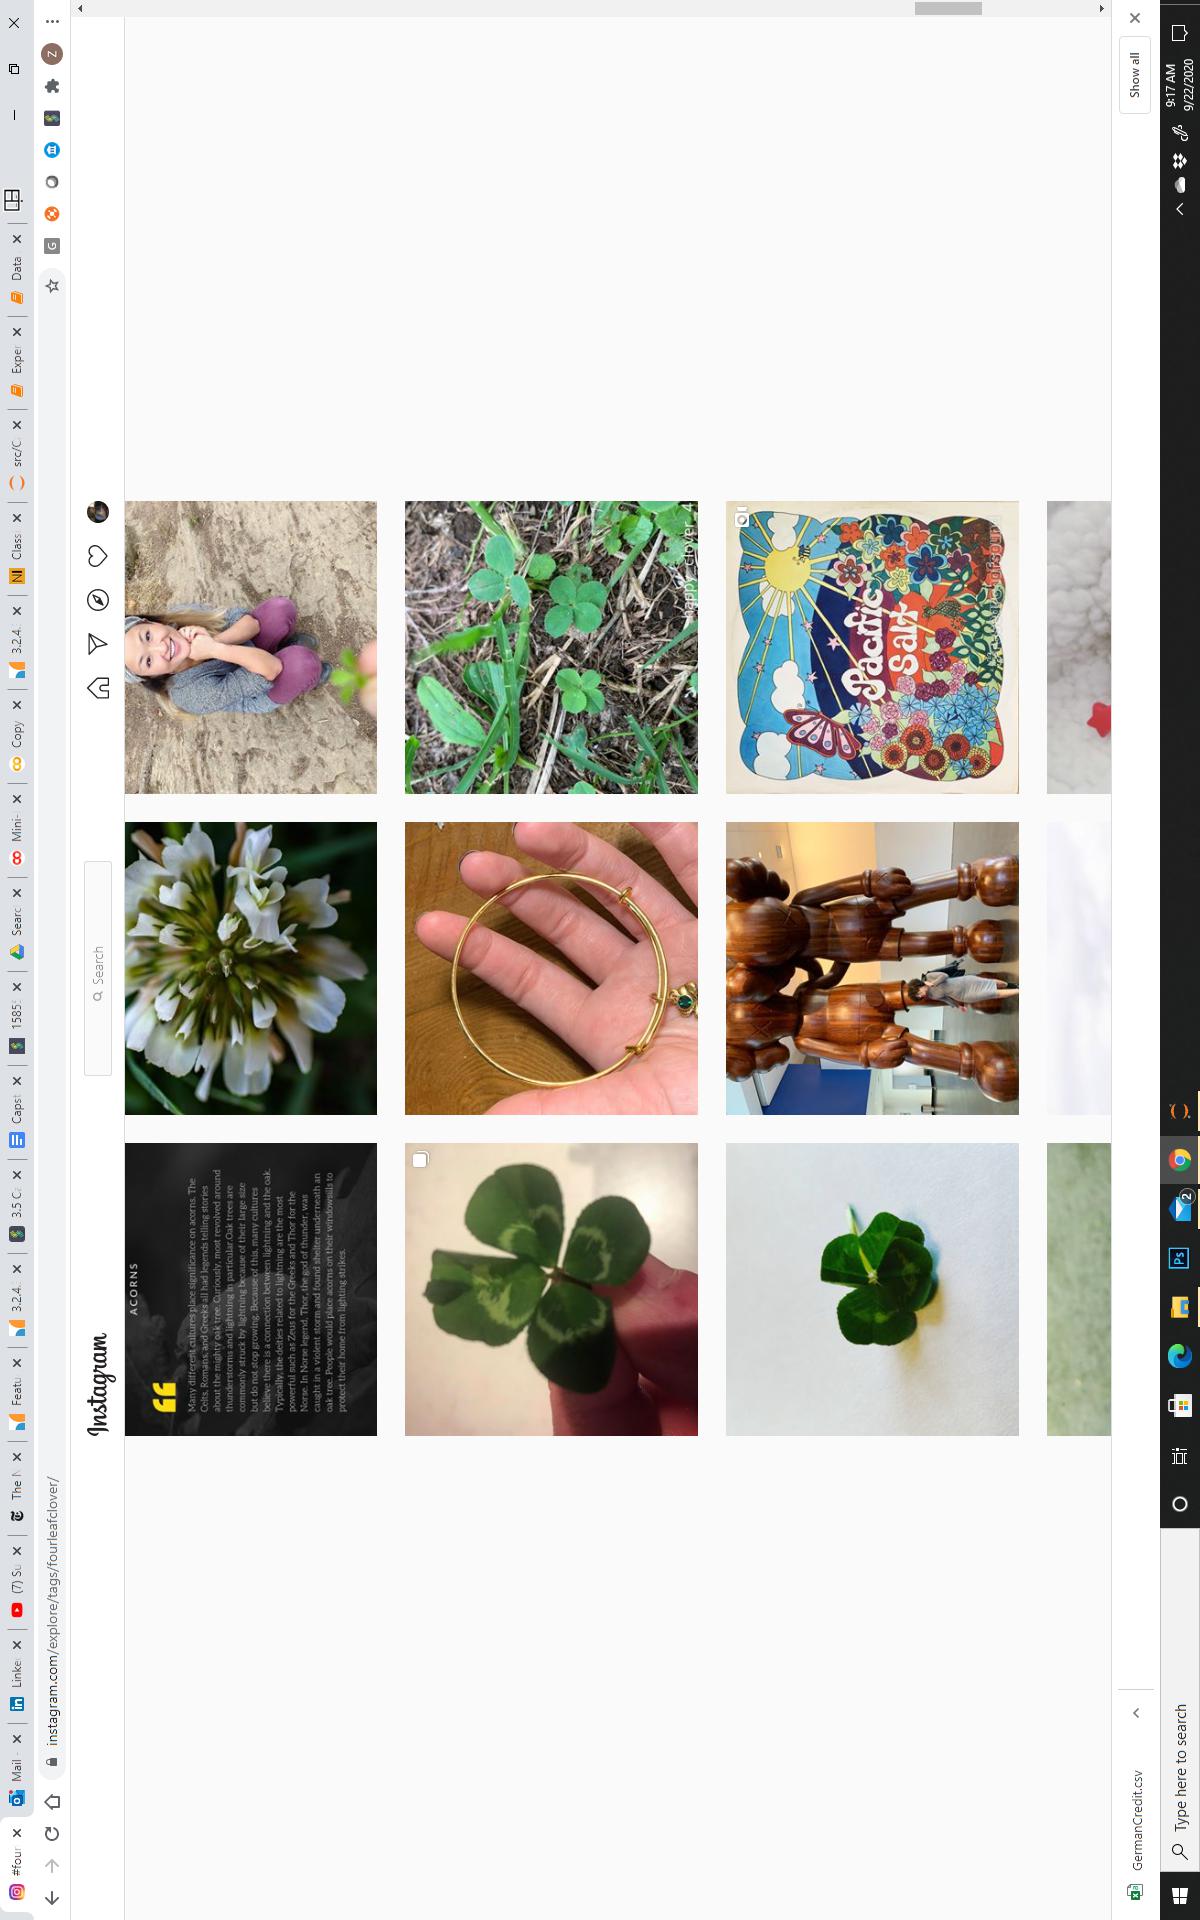 #four
Mail -
Linke
(7) Su
The N
Featu
3.2.4.
3.5 C
Capst
1585
Searc
Mini-
Copy
3.2.4.
Class
src/C
Exper
Data
instagram.com/explore/tags/fourleafclover/
G
Z
Instagram
Search
ACORNS
Many different cultures place significance on acorns. The
Celts, Romans, and Greeks all had legends telling stories
about the mighty oak tree. Curiously, most revolved around
thunderstorms and lightning in particular. Oak trees are
commonly struck by lightning because of their large size
but do not stop growing. Because of this, many cultures
believe there is a connection between lightning and the oak.
Typically, the deities related to lightning are the most
powerful such as Zeus for the Greeks and Thor for the
Norse. In Norse legend, Thor, the god of thunder, was
caught in a violent storm and found shelter underneath an
oak tree. People would place acorns on their windowsills to
protect their home from lighting strikes.
happy_clover_
Pacific
Salt
GermanCredit.csv
Show all
Type here to search
Ps
2
9:17 AM
9/22/2020